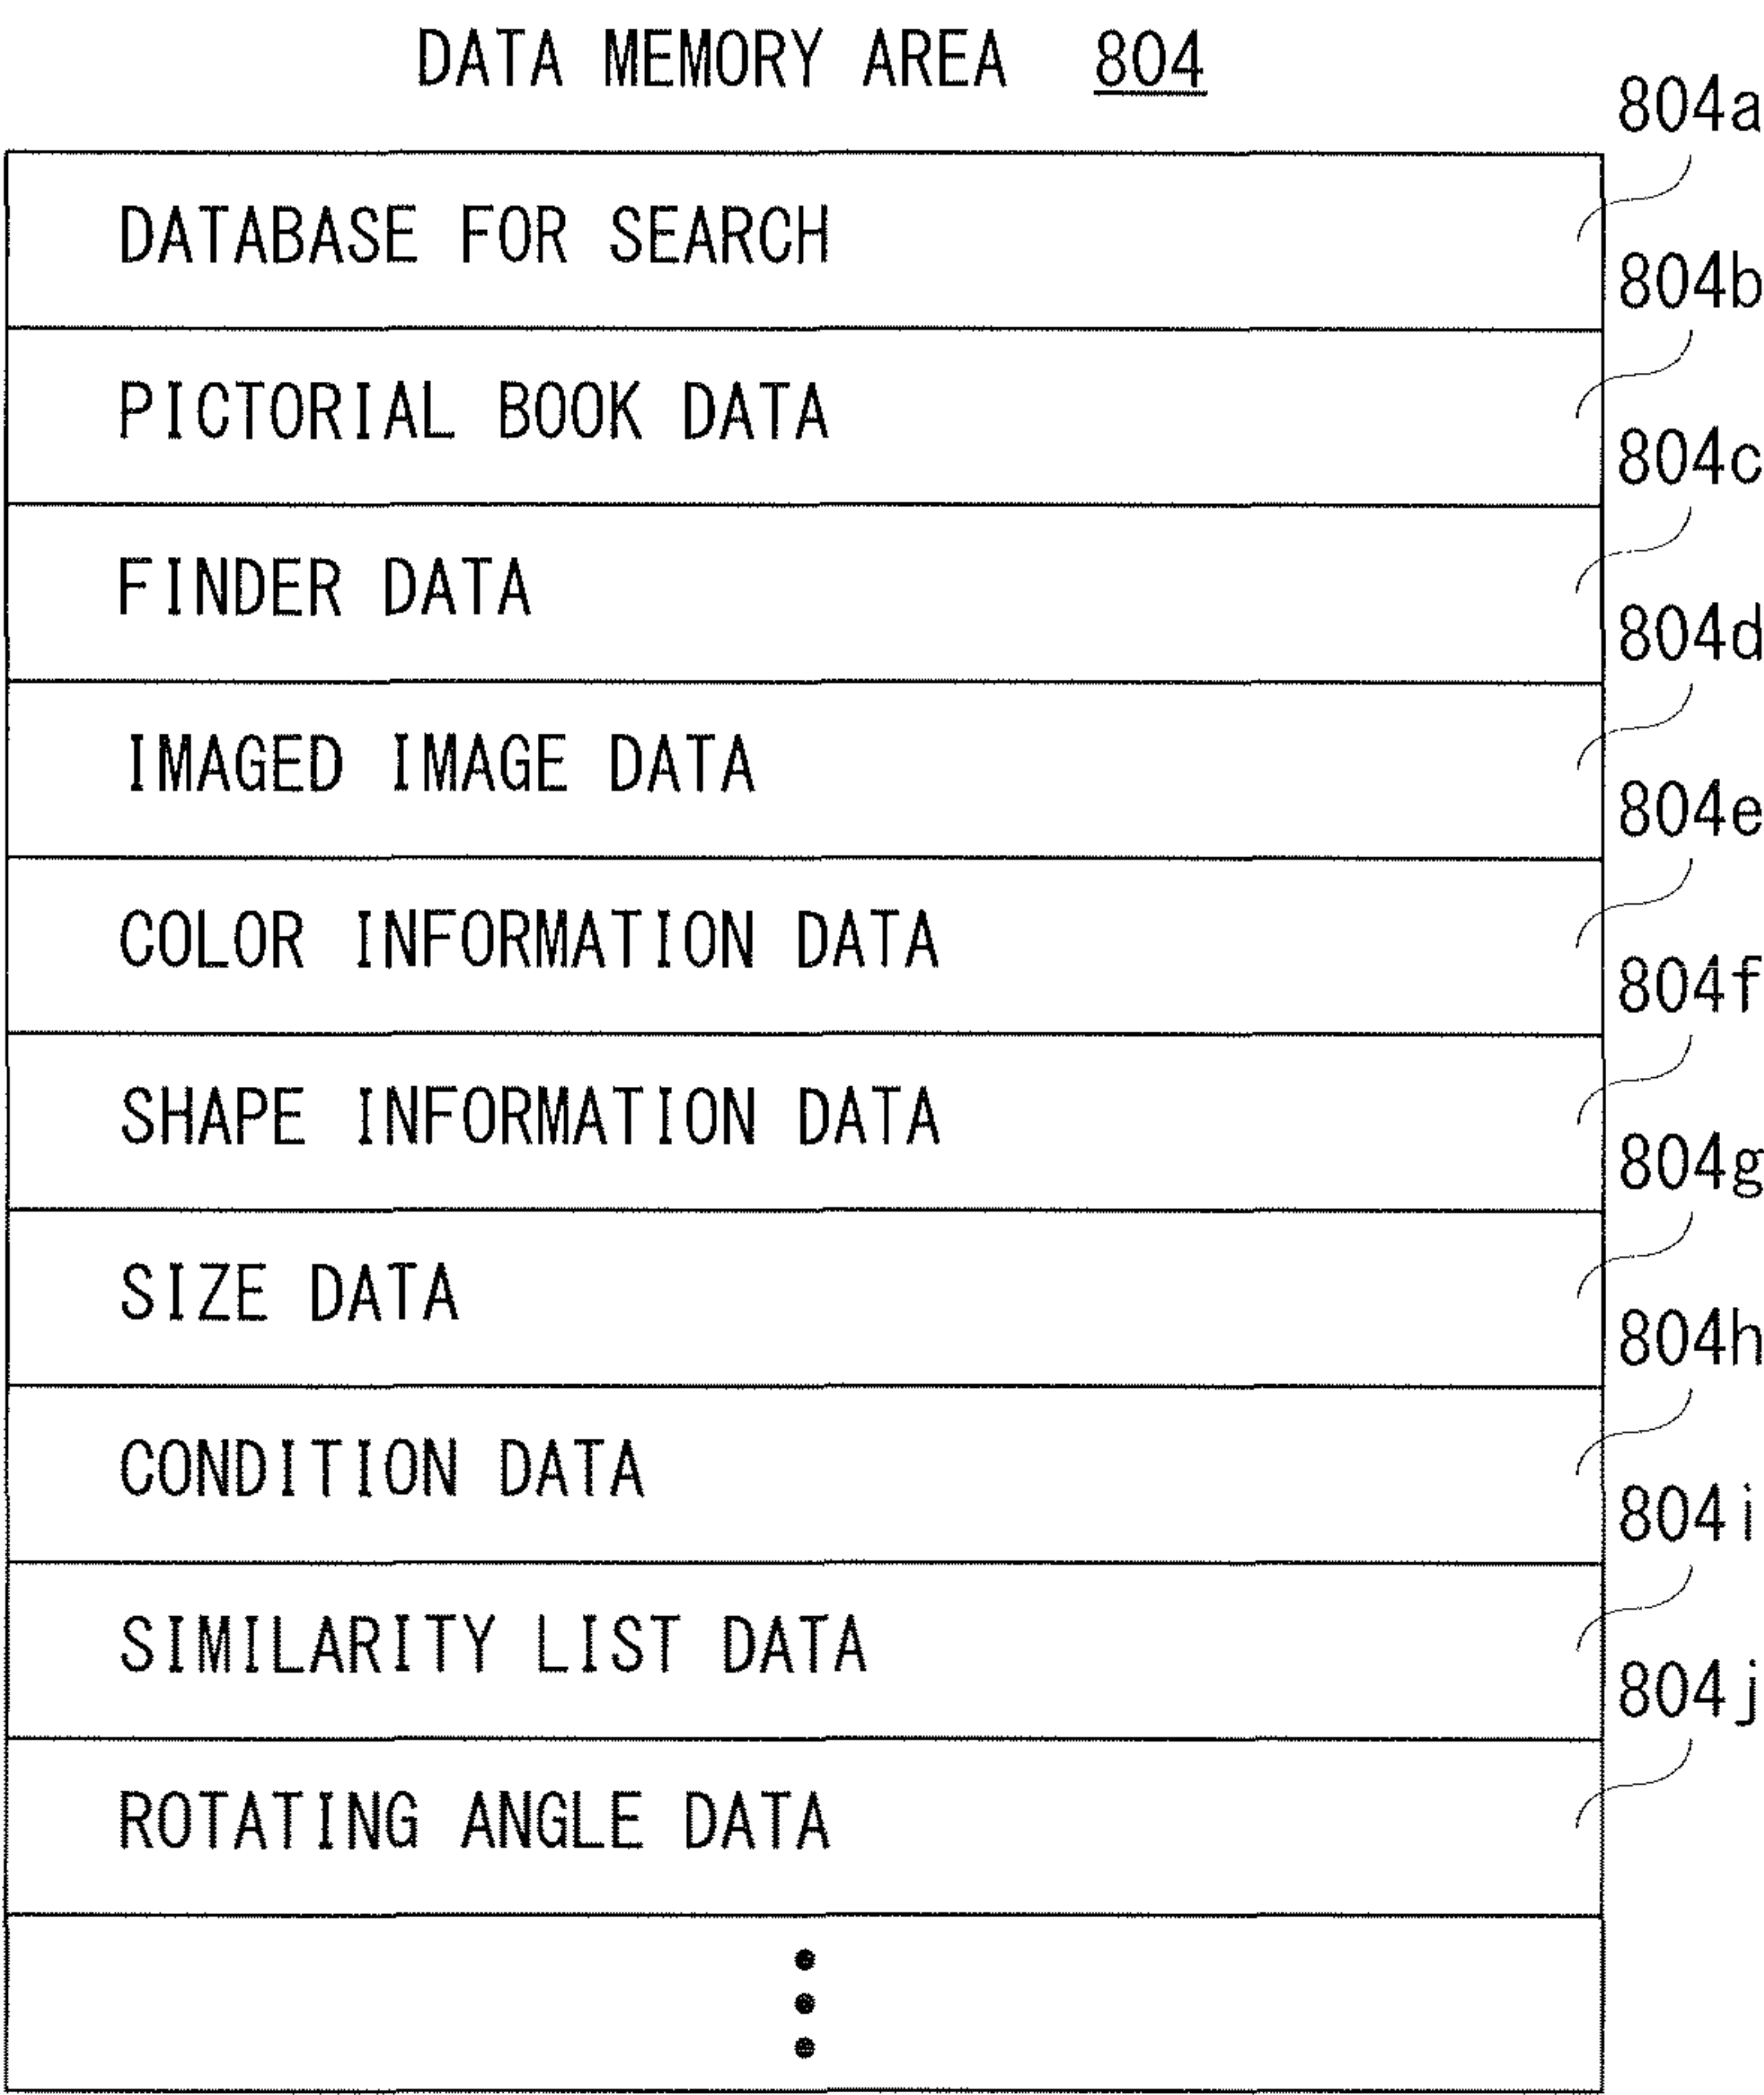 DATA MEMORY AREA 804
804a
DATABASE FOR SEARCH
804b
PICTORIAL BOOK DATA
804c
FINDER DATA
804d
IMAGED IMAGE DATA
804e
COLOR INFORMATION DATA
804f
SHAPE INFORMATION DATA
804g
SIZE DATA
804h
CONDITION DATA
804i
SIMILARITY LIST DATA
804j
ROTATING ANGLE DATA